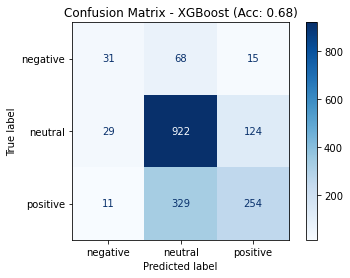 Confusion Matrix - XGBoost (Acc: 0.68)
True label
negative 31 68 15
neutral 29 922 124
positive 11 329 254
negative neutral positive
Predicted label
800
600
400
200